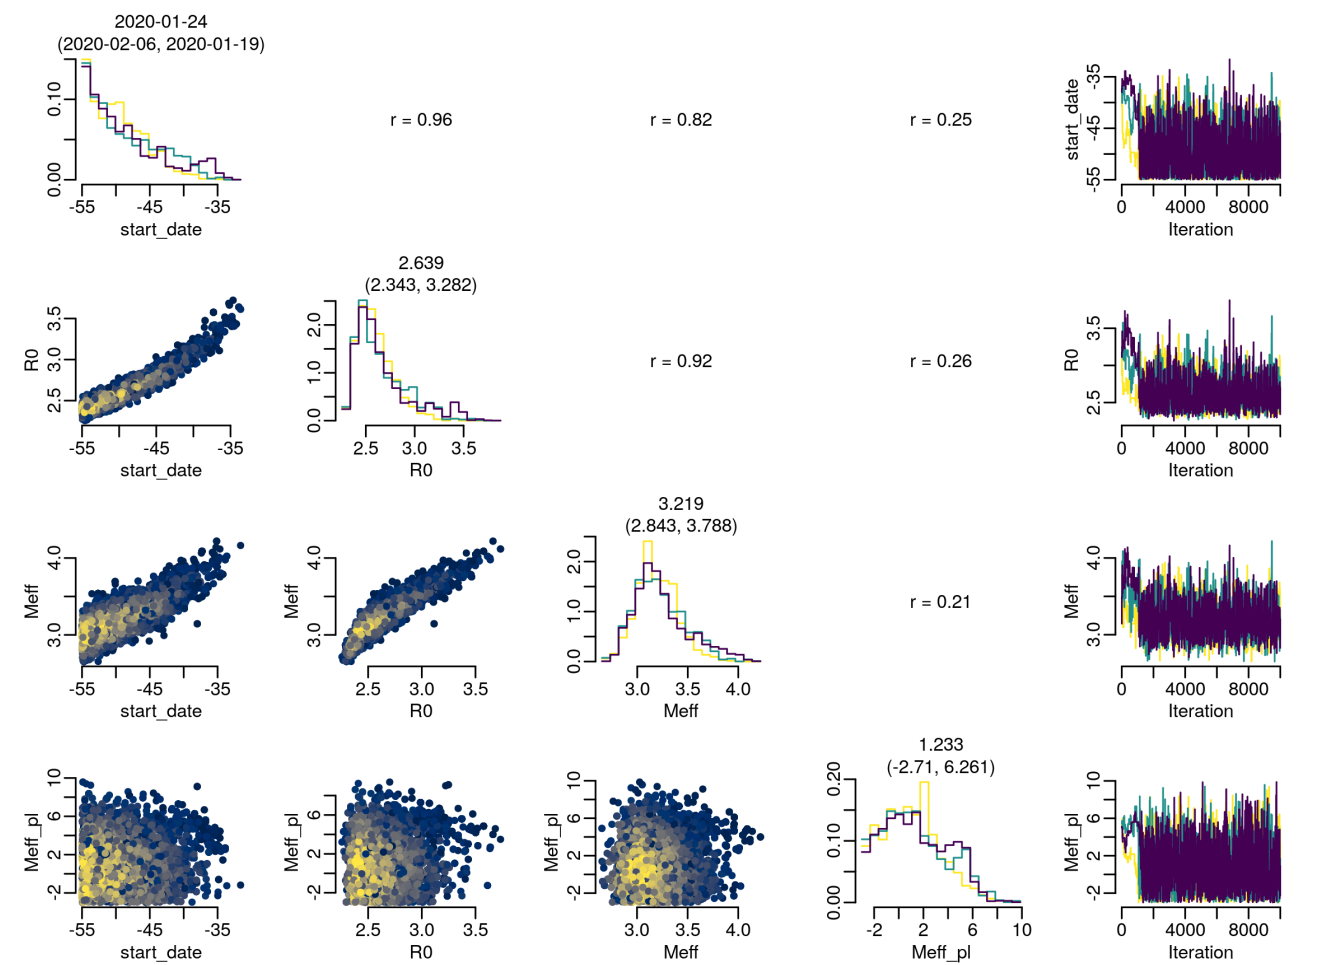 2020-01-24
(2020-02-06, 2020-01-19)
0.00 0.10
-55 -45 -35
start_date
r = 0.96
r = 0.82
r = 0.25
start_date
-55 -45 -35
0 4000 8000
Iteration
R0
2.5 3.0 3.5
-55 -45 -35
start_date
2.639
(2.343, 3.282)
0.0 1.0 2.0
2.5 3.0 3.5
R0
r = 0.92
r = 0.26
R0
2.5 3.5
0 4000 8000
Iteration
Meff
3.0 4.0
-55 -45 -35
start_date
Meff
3.0 4.0
2.5 3.0 3.5
R0
3.219
(2.843, 3.788)
0.0 1.0 2.0
3.0 3.5 4.0
Meff
r = 0.21
Meff
3.0 4.0
0 4000 8000
Iteration
Meff_pl
-2 2 6 10
-55 -45 -35
start_date
Meff_pl
-2 2 6
2.5 3.0 3.5
R0
Meff_pl
-2 2 6 10
3.0 3.5 4.0
Meff
1.233
(-2.71, 6.261)
0.00 0.10 0.20
-2 2 6 10
Meff_pl
Meff_pl
-2 2 6 10
0 4000 8000
Iteration